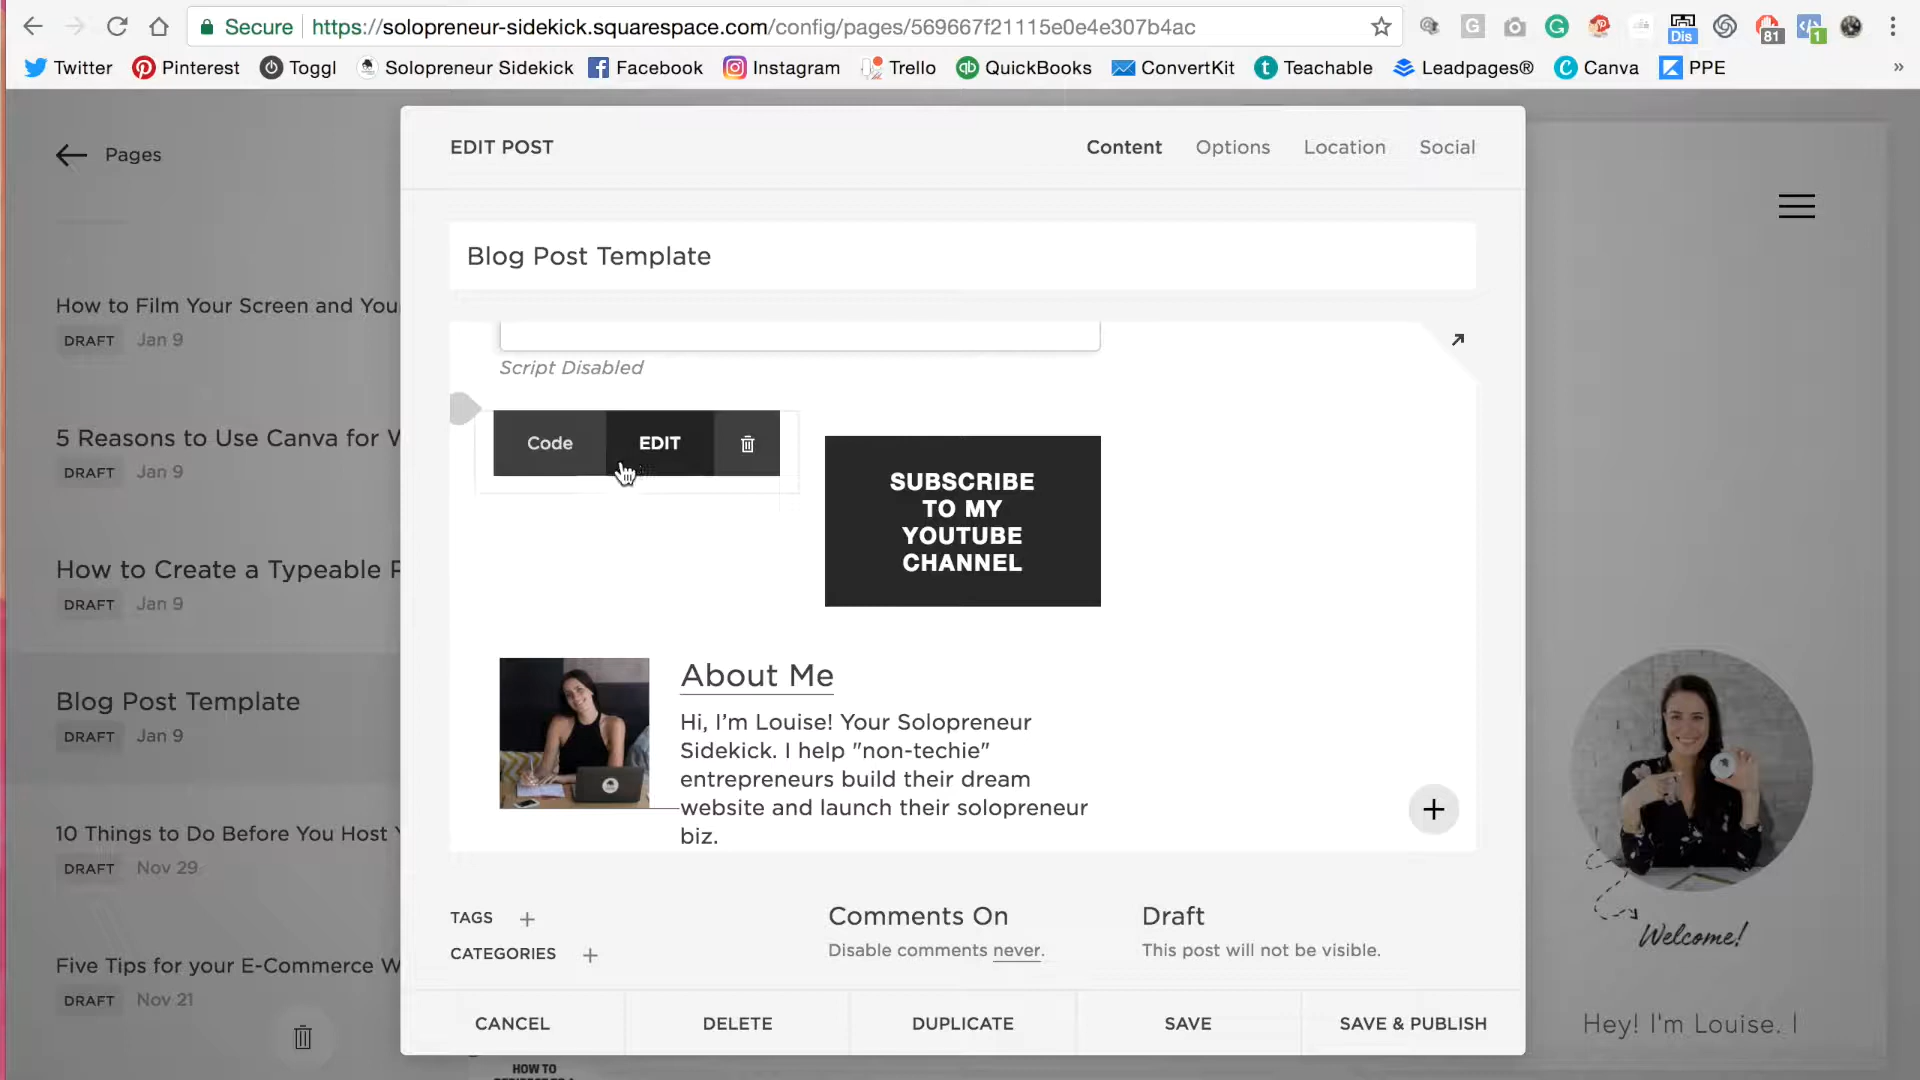 Secure
https://solopreneur-sidekick.squarespace.com/config/pages/569667f21115e0e4e307b4ac
G
Dis
81
1
Twitter
Pinterest
Toggl
Solopreneur Sidekick
Facebook
Instagram
Trello
QuickBooks
ConvertKit
Teachable
Leadpages®
Canva
PPE
»
Pages
How to Film Your Screen and You
DRAFT Jan 9
5 Reasons to Use Canva for
DRAFT Jan 9
How to Create a Typeable
DRAFT Jan 9
Blog Post Template
DRAFT Jan 9
10 Things to Do Before You Host
DRAFT Nov 29
Five Tips for your E-Commerce
DRAFT Nov 21
EDIT POST
Content
Options
Location
Social
Blog Post Template
Script Disabled
Code
EDIT
SUBSCRIBE
TO MY
YOUTUBE
CHANNEL
About Me
Hi, I'm Louise! Your Solopreneur
Sidekick. I help "non-techie"
entrepreneurs build their dream
website and launch their solopreneur
biz.
TAGS +
CATEGORIES +
Comments On
Disable comments never.
Draft
This post will not be visible.
CANCEL
DELETE
DUPLICATE
SAVE
SAVE & PUBLISH
HOW TO
Welcome!
Hey! I'm Louise. I